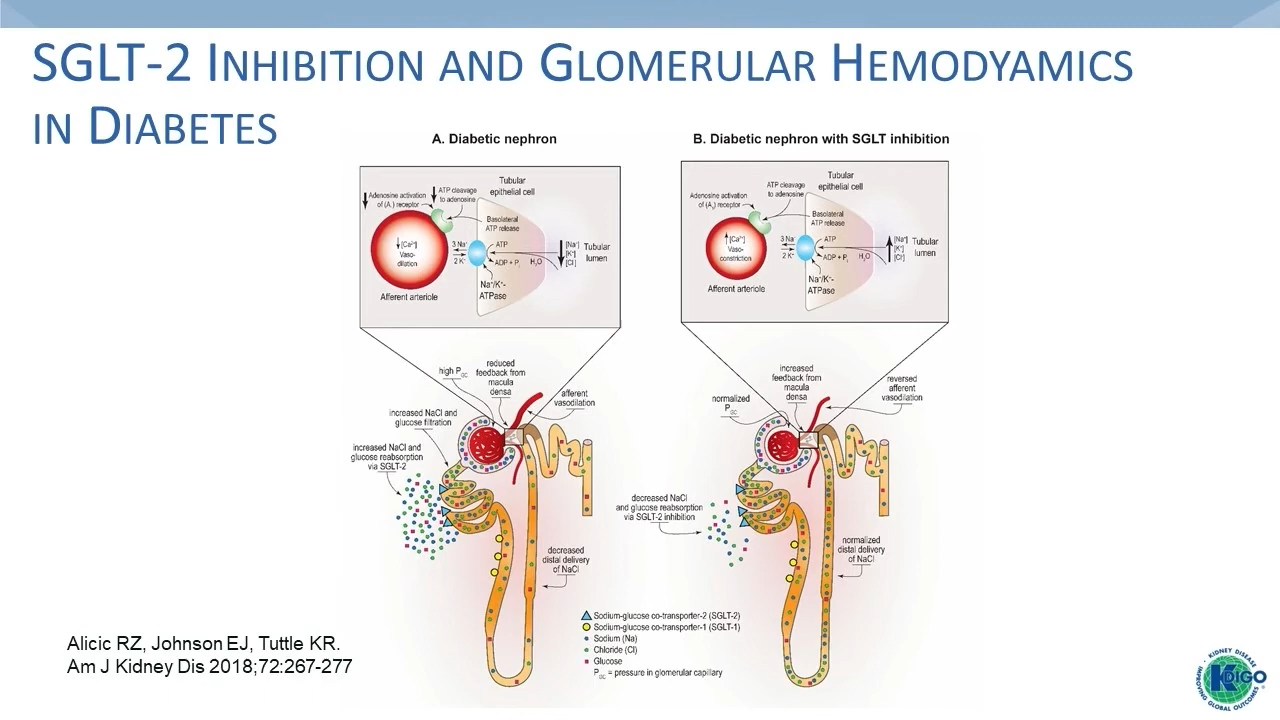 SGLT-2 INHIBITION AND GLOMERULAR HEMODYAMICS
IN DIABETES
A. Diabetic nephron
Tubular
epithelial cell
Adenosine activation
of (A₁) receptor
ATP cleavage
to adenosine
Basolateral
ATP release
[Ca²⁺]
Vaso-
dilation
3 Na⁺
2 K⁺
ATP
ADP + Pᵢ
H₂O
[Na⁺]
[K⁺]
[Cl⁻]
Tubular
lumen
Na⁺/K⁺-
ATPase
Afferent arteriole
high P_GC
reduced
feedback from
macula
densa
afferent
vasodilation
increased NaCl and
glucose filtration
increased NaCl and
glucose reabsorption
via SGLT-2
decreased
distal delivery
of NaCl
B. Diabetic nephron with SGLT inhibition
Tubular
epithelial cell
Adenosine activation
of (A₁) receptor
ATP cleavage
to adenosine
Basolateral
ATP release
[Ca²⁺]
Vaso-
constriction
3 Na⁺
2 K⁺
ATP
ADP + Pᵢ
H₂O
[Na⁺]
[K⁺]
[Cl⁻]
Tubular
lumen
Na⁺/K⁺-
ATPase
Afferent arteriole
normalized
P_GC
increased
feedback from
macula
densa
reversed
afferent
vasodilation
decreased NaCl
and glucose reabsorption
via SGLT-2 inhibition
normalized
distal delivery
of NaCl
Sodium-glucose co-transporter-2 (SGLT-2)
Sodium-glucose co-transporter-1 (SGLT-1)
Sodium (Na)
Chloride (Cl)
Glucose
P_GC = pressure in glomerular capillary
Alicic RZ, Johnson EJ, Tuttle KR.
Am J Kidney Dis 2018;72:267-277
KIDNEY DISEASE
KDIGO
IMPROVING GLOBAL OUTCOMES
®